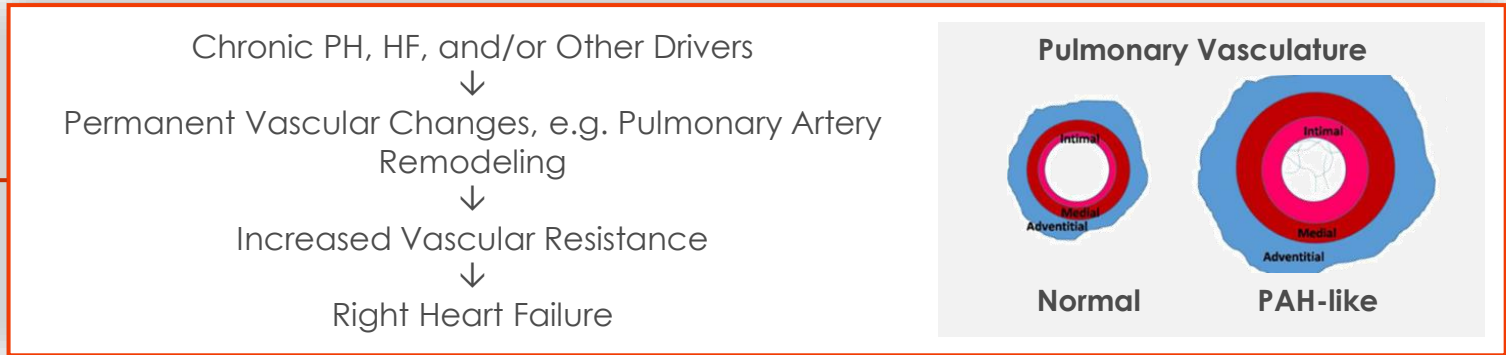 Chronic PH, HF, and/or Other Drivers
↓
Permanent Vascular Changes, e.g. Pulmonary Artery
Remodeling
↓
Increased Vascular Resistance
↓
Right Heart Failure
Pulmonary Vasculature
Intimal
Medial
Adventitial
Intimal
Medial
Adventitial
Normal
PAH-like